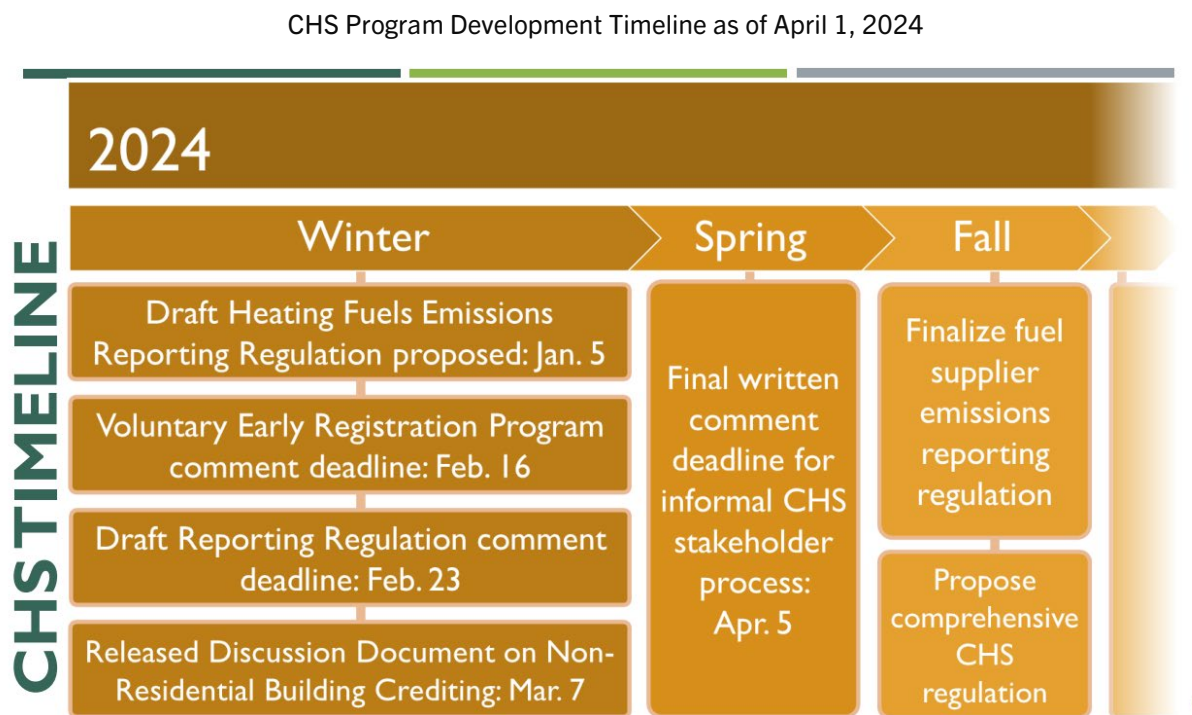 CHS Program Development Timeline as of April 1, 2024
2024
CHS TIMELINE
Winter
Spring
Fall
Draft Heating Fuels Emissions
Reporting Regulation proposed: Jan. 5
Voluntary Early Registration Program
comment deadline: Feb. 16
Draft Reporting Regulation comment
deadline: Feb. 23
Released Discussion Document on Non-
Residential Building Crediting: Mar. 7
Final written
comment
deadline for
informal CHS
stakeholder
process:
Apr. 5
Finalize fuel
supplier
emissions
reporting
regulation
Propose
comprehensive
CHS
regulation